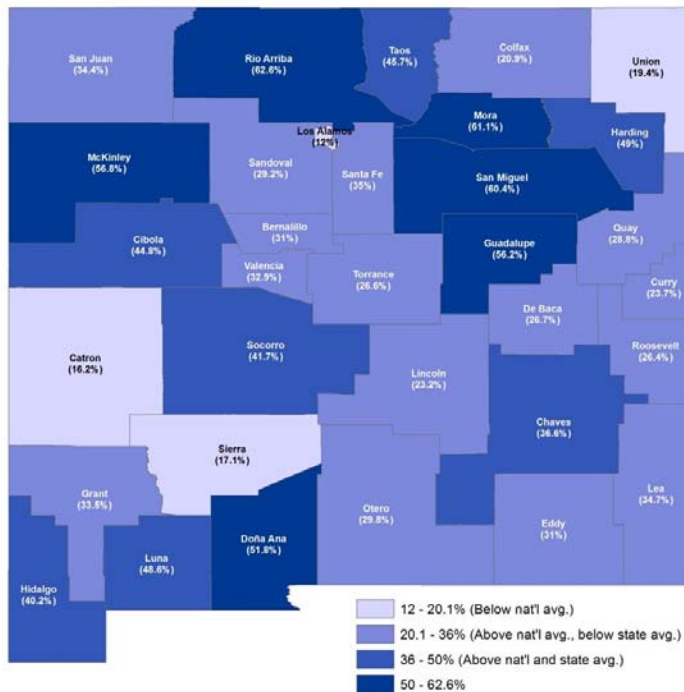 San Juan
(34.4%)
Rio Arriba
(62.6%)
Taos
(45.7%)
Colfax
(20.9%)
Union
(19.4%)
Los Alamos
(12%)
Mora
(61.1%)
Harding
(49%)
McKinley
(56.8%)
Sandoval
(29.2%)
Santa Fe
(35%)
San Miguel
(60.4%)
Cibola
(44.8%)
Bernalillo
(31%)
Valencia
(32.9%)
Torrance
(26.6%)
Guadalupe
(56.2%)
Quay
(28.8%)
Curry
(23.7%)
De Baca
(26.7%)
Roosevelt
(26.4%)
Catron
(16.2%)
Socorro
(41.7%)
Lincoln
(23.2%)
Chaves
(36.6%)
Sierra
(17.1%)
Grant
(33.5%)
Lea
(34.7%)
Otero
(29.8%)
Eddy
(31%)
Doña Ana
(51.8%)
Luna
(48.6%)
Hidalgo
(40.2%)
12 - 20.1% (Below nat'l avg.)
20.1 - 36% (Above nat'l avg., below state avg.)
36 - 50% (Above nat'l and state avg.)
50 - 62.6%